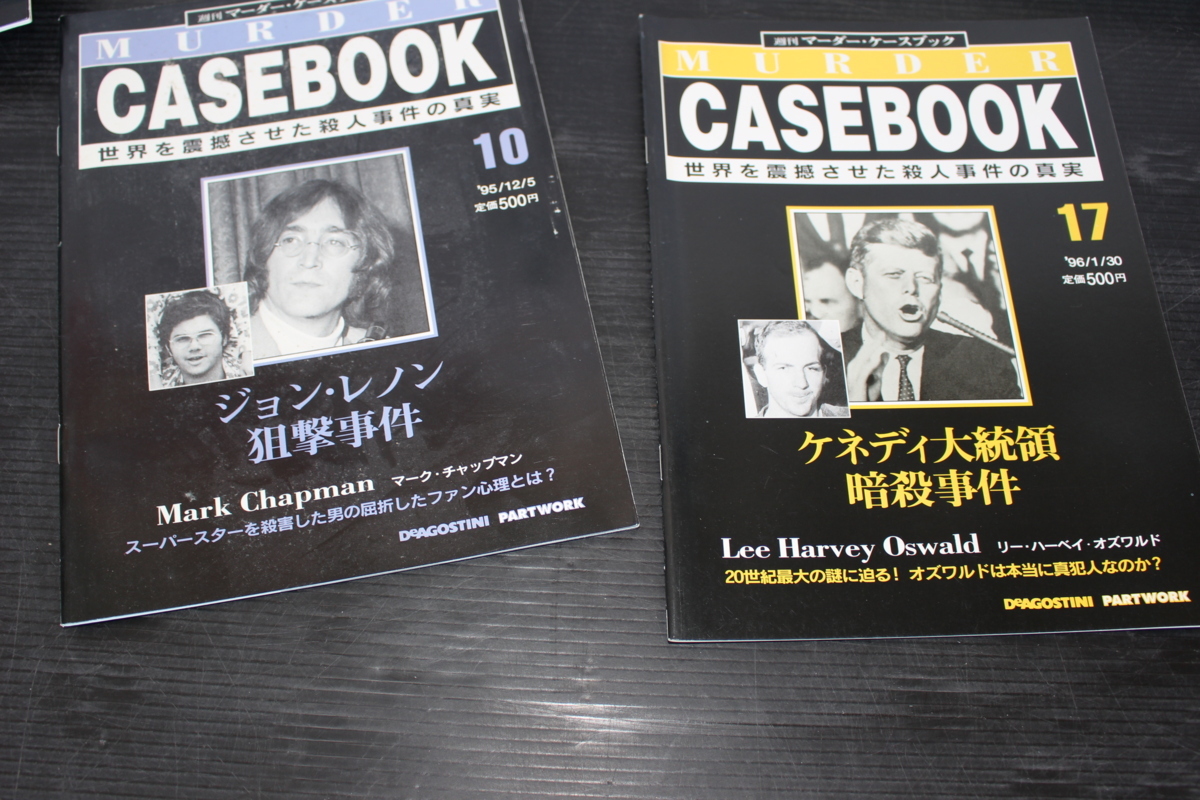 週刊 マーダー・ケースブ
MURDER
CASEBOOK
世界を震撼させた殺人事件の真実
10
'95/12/5
定価500円
ジョン・レノン
狙撃事件
Mark Chapman マーク・チャップマン
スーパースターを殺害した男の屈折したファン心理とは?
DeAGOSTINI PARTWORK
週刊 マーダー・ケースブック
MURDER
CASEBOOK
世界を震撼させた殺人事件の真実
17
'96/1/30
定価500円
ケネディ大統領
暗殺事件
Lee Harvey Oswald リー・ハーベイ・オズワルド
20世紀最大の謎に迫る! オズワルドは本当に真犯人なのか?
DeAGOSTINI PARTWORK